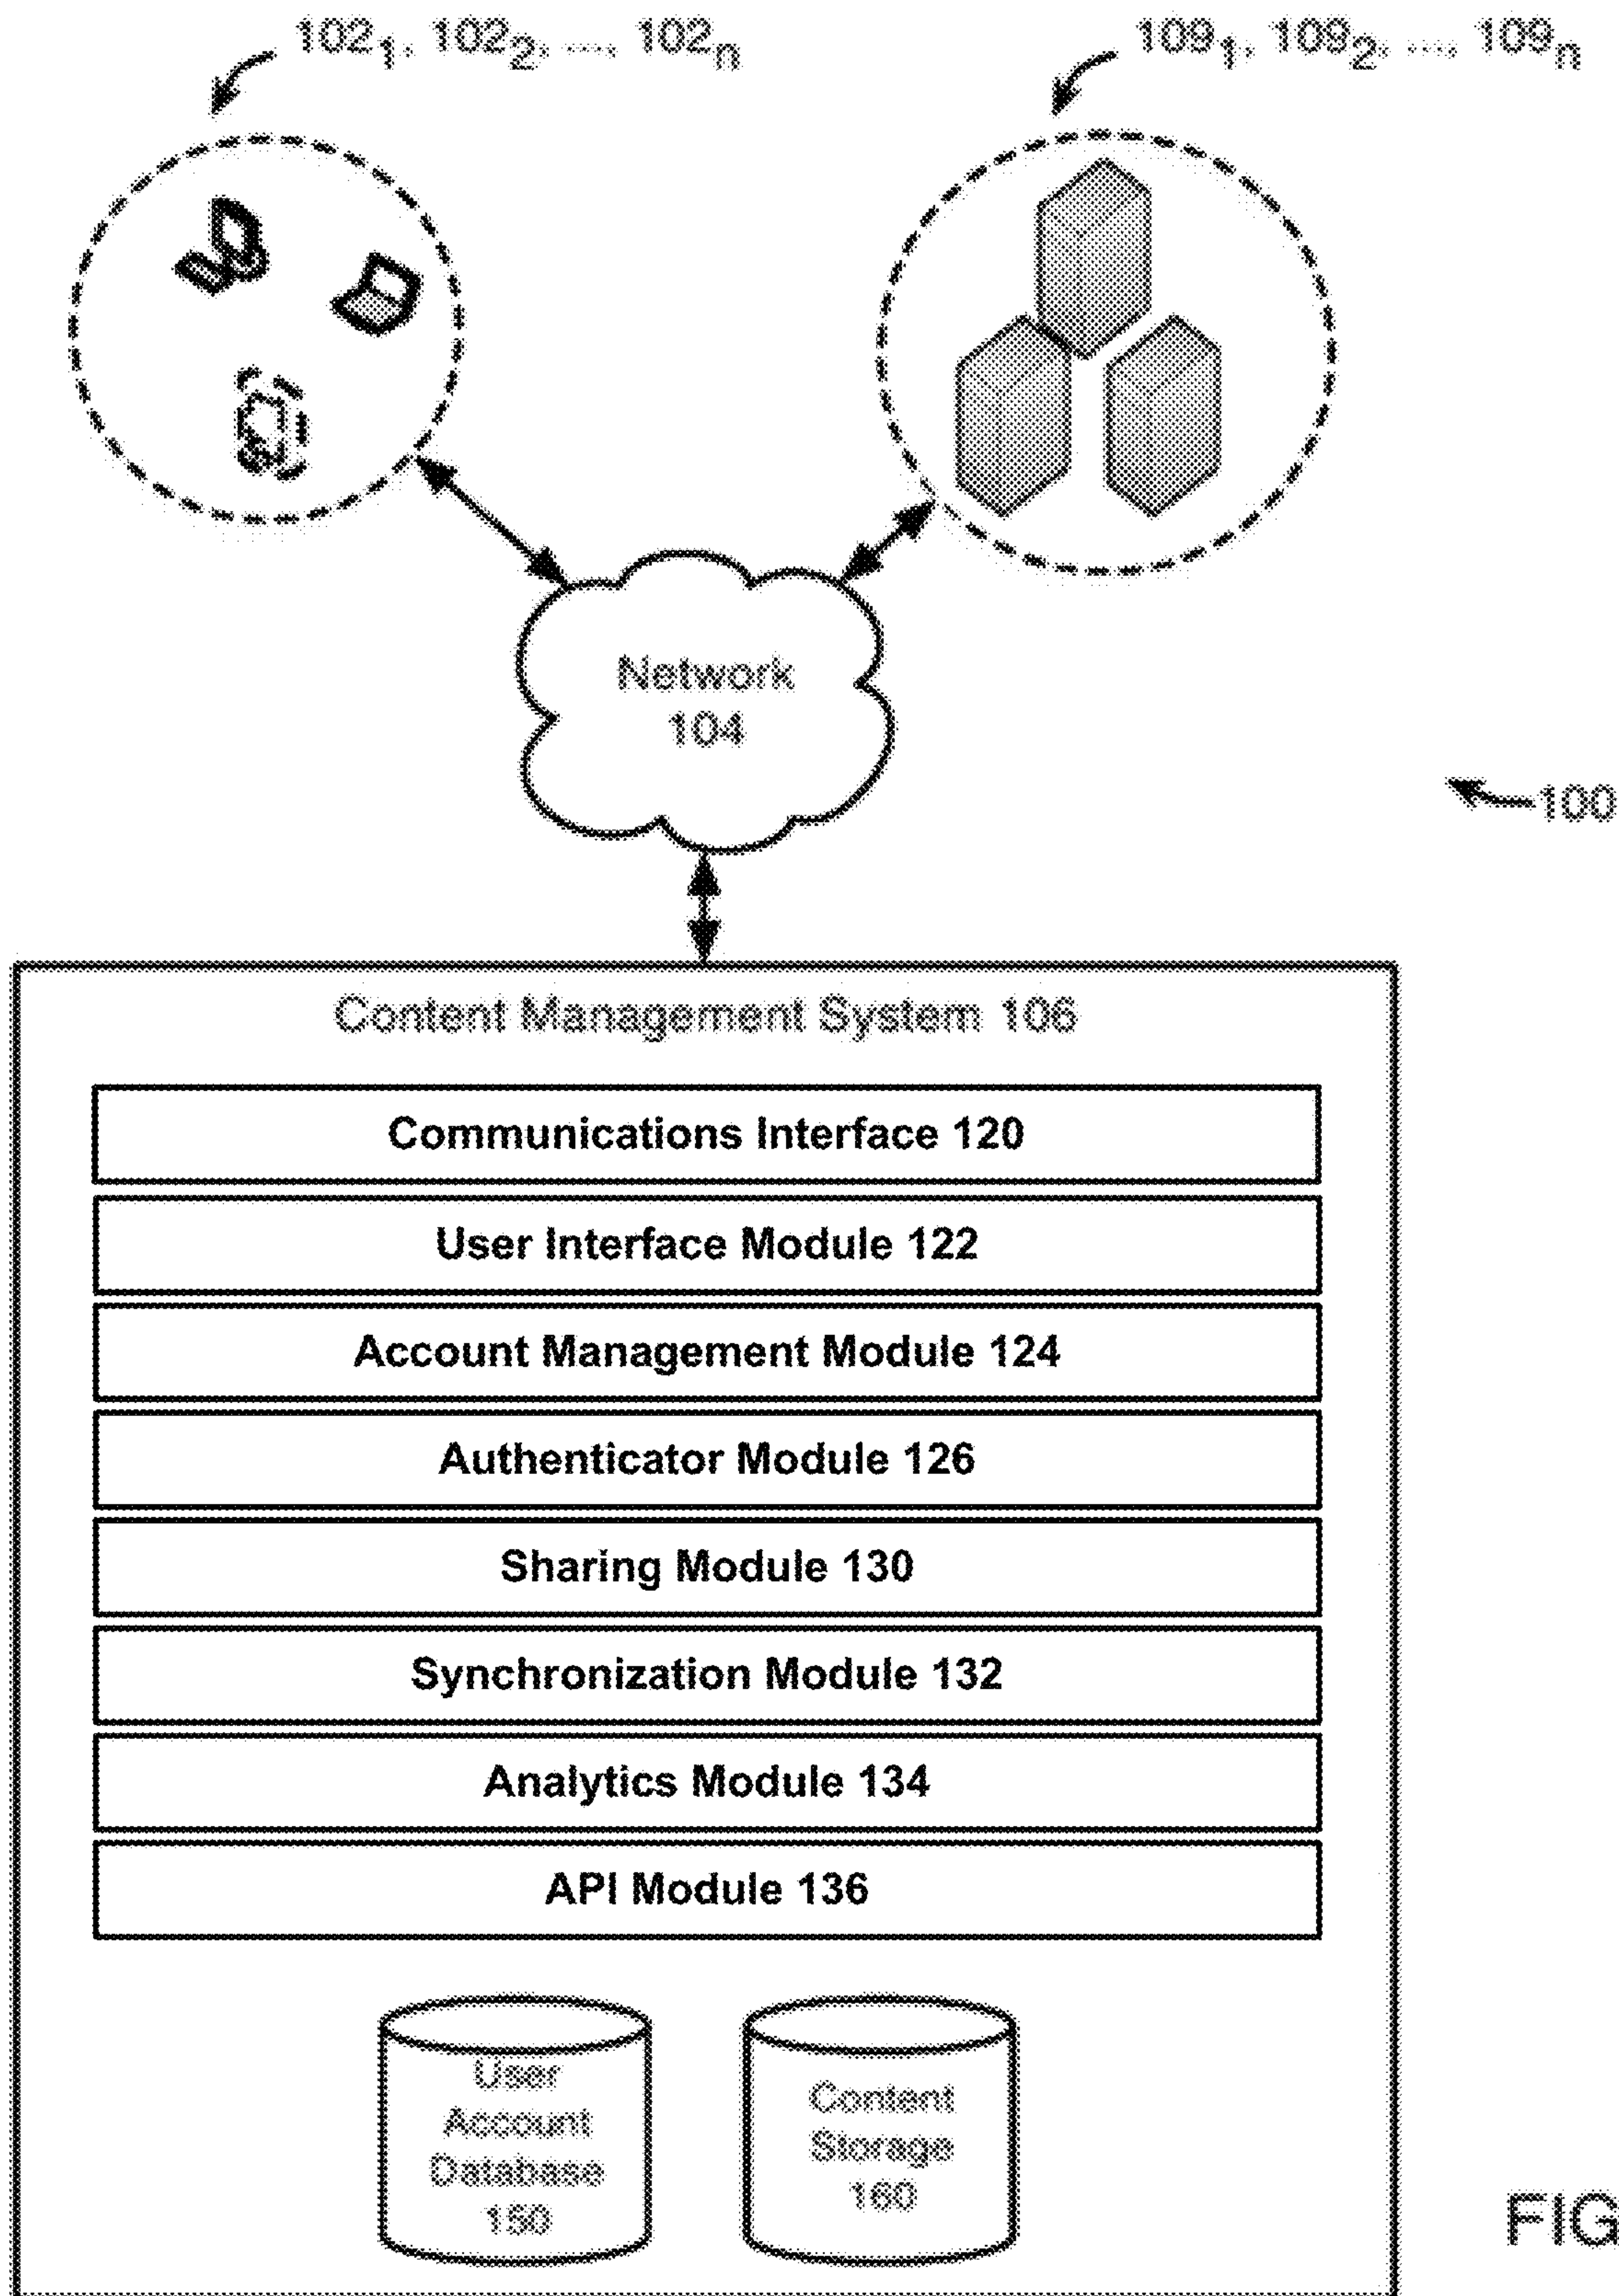 102₁, 102₂, ..., 102ₙ
109₁, 109₂, ..., 109ₙ
Network
104
100
Content Management System 106
Communications Interface 120
User Interface Module 122
Account Management Module 124
Authenticator Module 126
Sharing Module 130
Synchronization Module 132
Analytics Module 134
API Module 136
User
Account
Database
150
Content
Storage
160
FIG